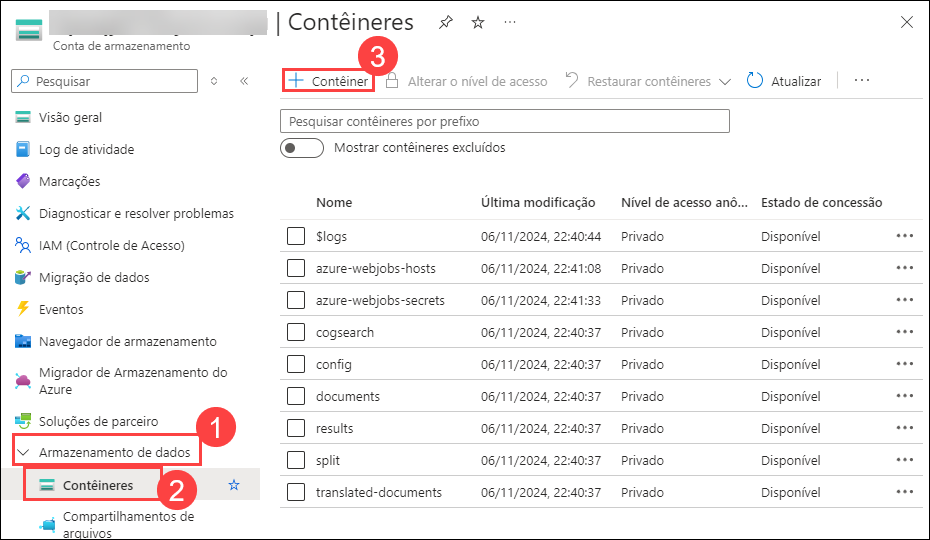 | Contêineres
Conta de armazenamento
Pesquisar
Visão geral
Log de atividade
Marcações
Diagnosticar e resolver problemas
IAM (Controle de Acesso)
Migração de dados
Eventos
Navegador de armazenamento
Migrador de Armazenamento do
Azure
Soluções de parceiro
1
Armazenamento de dados
Contêineres
2
Compartilhamentos de
arquivos
3
Contêiner Alterar o nível de acesso Restaurar contêineres Atualizar
Pesquisar contêineres por prefixo
Mostrar contêineres excluídos
Nome Última modificação Nível de acesso anô... Estado de concessão
$logs 06/11/2024, 22:40:44 Privado Disponível
azure-webjobs-hosts 06/11/2024, 22:41:08 Privado Disponível
azure-webjobs-secrets 06/11/2024, 22:41:33 Privado Disponível
cogsearch 06/11/2024, 22:40:37 Privado Disponível
config 06/11/2024, 22:40:37 Privado Disponível
documents 06/11/2024, 22:40:37 Privado Disponível
results 06/11/2024, 22:40:37 Privado Disponível
split 06/11/2024, 22:40:37 Privado Disponível
translated-documents 06/11/2024, 22:40:37 Privado Disponível